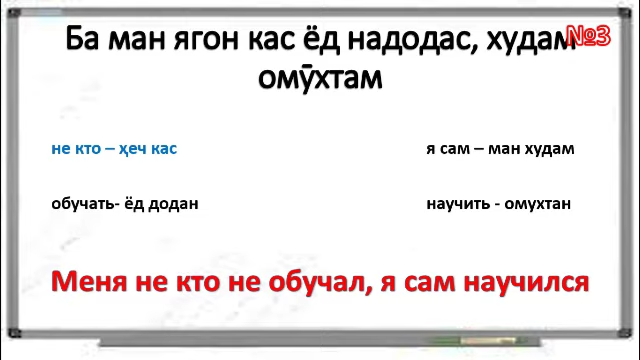 №3
Ба ман ягон кас ёд надодас, худам
омӯхтам
не кто – ҳеч кас
я сам – ман худам
обучать- ёд додан
научить - омухтан
Меня не кто не обучал, я сам научился